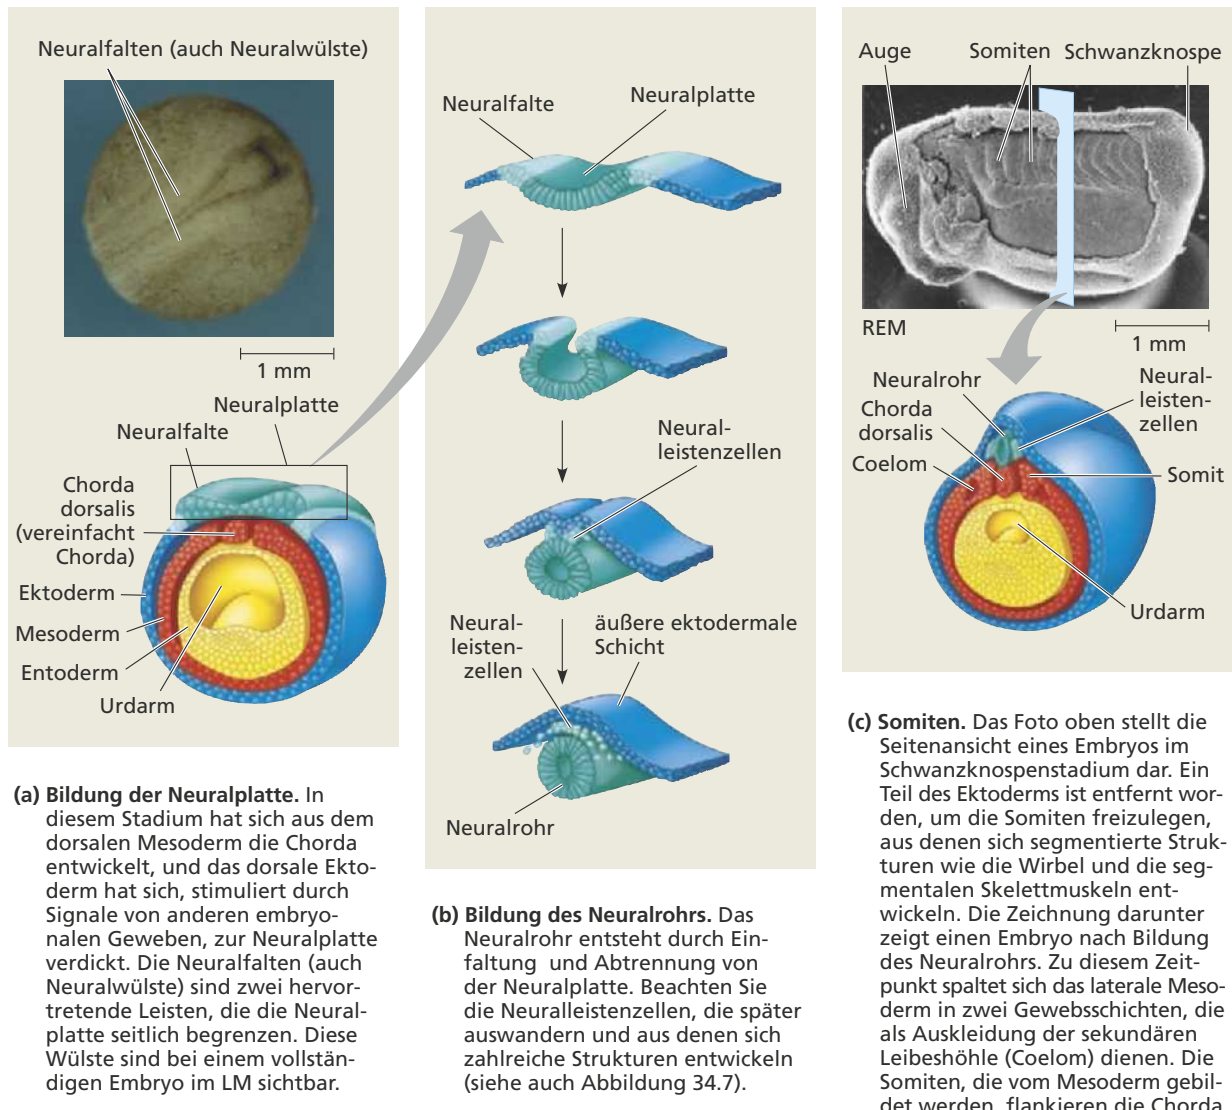 Neuralfalten (auch Neuralwülste)
1 mm
Neuralplatte
Neuralfalte
Chorda
dorsalis
(vereinfacht
Chorda)
Ektoderm
Mesoderm
Entoderm
Urdarm
(a) Bildung der Neuralplatte. In
diesem Stadium hat sich aus dem
dorsalen Mesoderm die Chorda
entwickelt, und das dorsale Ekto-
derm hat sich, stimuliert durch
Signale von anderen embryo-
nalen Geweben, zur Neuralplatte
verdickt. Die Neuralfalten (auch
Neuralwülste) sind zwei hervor-
tretende Leisten, die die Neural-
platte seitlich begrenzen. Diese
Wülste sind bei einem vollstän-
digen Embryo im LM sichtbar.
Neuralfalte
Neuralplatte
Neural-
leistenzellen
Neural-
leisten-
zellen
äußere ektodermale
Schicht
Neuralrohr
(b) Bildung des Neuralrohrs. Das
Neuralrohr entsteht durch Ein-
faltung und Abtrennung von
der Neuralplatte. Beachten Sie
die Neuralleistenzellen, die später
auswandern und aus denen sich
zahlreiche Strukturen entwickeln
(siehe auch Abbildung 34.7).
Auge
Somiten
Schwanzknospe
REM
1 mm
Neuralrohr
Chorda
dorsalis
Coelom
Neural-
leisten-
zellen
Somit
Urdarm
(c) Somiten. Das Foto oben stellt die
Seitenansicht eines Embryos im
Schwanzknospenstadium dar. Ein
Teil des Ektoderms ist entfernt wor-
den, um die Somiten freizulegen,
aus denen sich segmentierte Struk-
turen wie die Wirbel und die seg-
mentalen Skelettmuskeln ent-
wickeln. Die Zeichnung darunter
zeigt einen Embryo nach Bildung
des Neuralrohrs. Zu diesem Zeit-
punkt spaltet sich das laterale Meso-
derm in zwei Gewebsschichten, die
als Auskleidung der sekundären
Leibeshöhle (Coelom) dienen. Die
Somiten, die vom Mesoderm gebil-
det werden, flankieren die Chorda